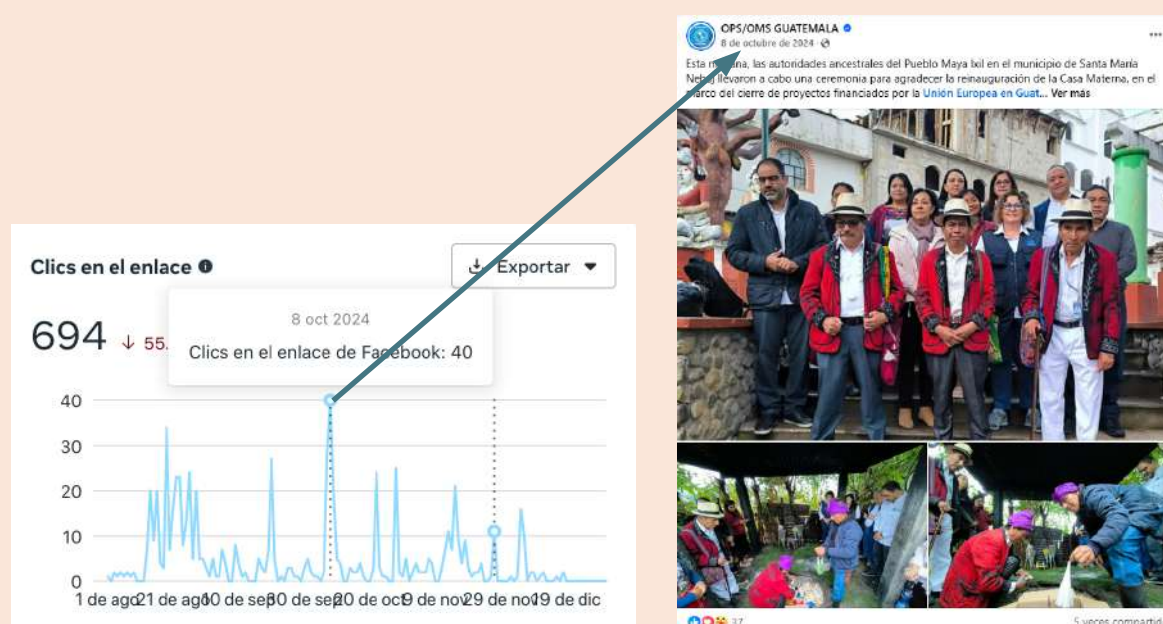 OPS/OMS GUATEMALA
8 de octubre de 2024
Esta mañana, las autoridades ancestrales del Pueblo Maya Ixil en el municipio de Santa María
Nebaj llevaron a cabo una ceremonia para agradecer la reinauguración de la Casa Materna, en el
marco del cierre de proyectos financiados por la Unión Europea en Guat... Ver más
Clics en el enlace
Exportar
694 ↓ 55.
8 oct 2024
Clics en el enlace de Facebook: 40
40
30
20
10
0
1 de ago 21 de ago 10 de sep 30 de sep 20 de oct 9 de nov 29 de nov 19 de dic
37
5 veces compartid